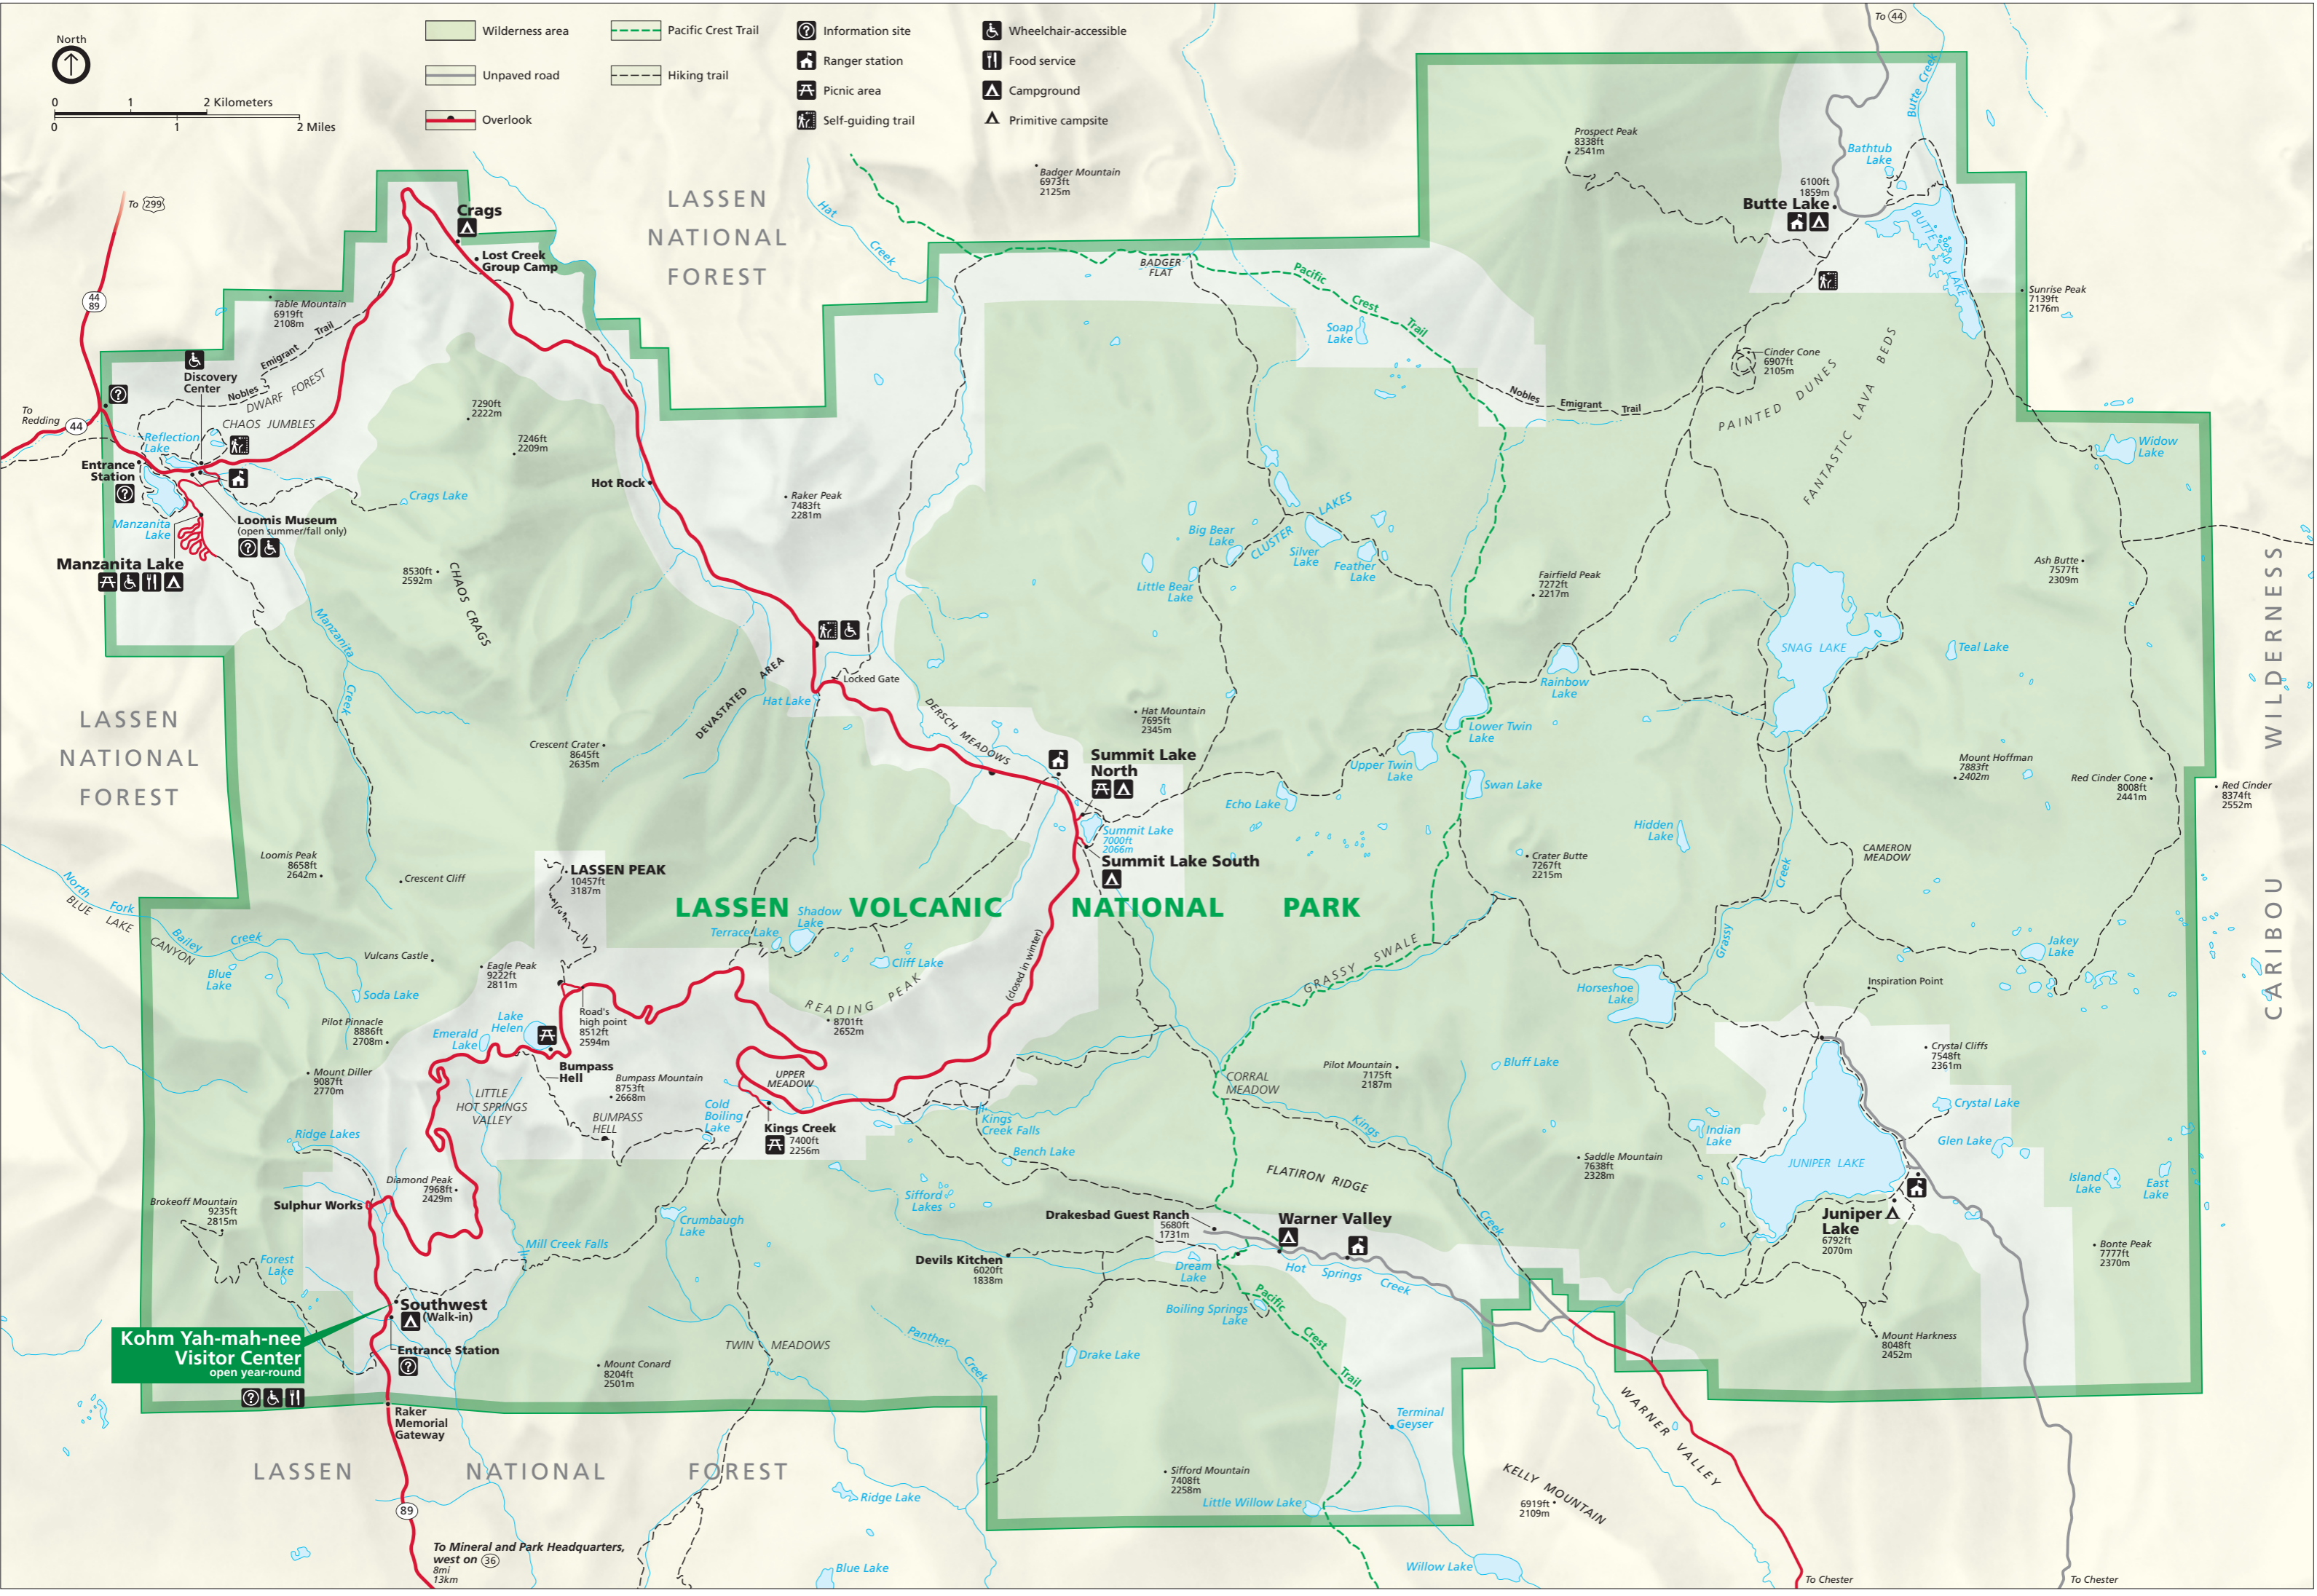 North
0 1 2 Kilometers
0 1 2 Miles
Wilderness area
Unpaved road
Overlook
Pacific Crest Trail
Hiking trail
Information site
Ranger station
Picnic area
Self-guiding trail
Wheelchair-accessible
Food service
Campground
Primitive campsite
To 44
Butte Creek
Prospect Peak
8338ft
2541m
Bathtub
Lake
6100ft
1859m
Butte Lake
BUTTE
LAKE
Badger Mountain
6973ft
2125m
To 299
LASSEN
NATIONAL
FOREST
Hat
Creek
Crags
Lost Creek
Group Camp
BADGER
FLAT
Pacific
Crest
Trail
Sunrise Peak
7139ft
2176m
44
89
Table Mountain
6919ft
2108m
Nobles Emigrant Trail
DWARF FOREST
CHAOS JUMBLES
Discovery
Center
Soap
Lake
Cinder Cone
6907ft
2105m
PAINTED DUNES
FANTASTIC LAVA BEDS
Nobles Emigrant Trail
To
Redding
44
Reflection
Lake
7290ft
2222m
7246ft
2209m
Entrance
Station
Hot Rock
Crags Lake
Raker Peak
7483ft
2281m
Widow
Lake
Manzanita
Lake
Loomis Museum
(open summer/fall only)
Manzanita Lake
Big Bear
Lake
CLUSTER LAKES
Silver
Lake
Feather
Lake
Little Bear
Lake
8530ft
2592m
CHAOS CRAGS
Fairfield Peak
7272ft
2217m
Ash Butte
7577ft
2309m
Manzanita
Creek
SNAG LAKE
Teal Lake
CARIBOU WILDERNESS
DEVASTATED AREA
Locked Gate
Hat Lake
DERSCH MEADOWS
Hat Mountain
7695ft
2345m
Rainbow
Lake
Lower Twin
Lake
Upper Twin
Lake
Swan Lake
LASSEN
NATIONAL
FOREST
Crescent Crater
8645ft
2635m
Summit Lake
North
Echo Lake
Mount Hoffman
7883ft
2402m
Red Cinder Cone
8008ft
2441m
Red Cinder
8374ft
2552m
Summit Lake
7000ft
2066m
Summit Lake South
Hidden
Lake
Crater Butte
7267ft
2215m
CAMERON
MEADOW
Grassy
Creek
Loomis Peak
8658ft
2642m
Crescent Cliff
LASSEN PEAK
10457ft
3187m
LASSEN VOLCANIC NATIONAL PARK
North
Fork
Bailey
Creek
BLUE LAKE
CANYON
Blue
Lake
Vulcans Castle
Soda Lake
Eagle Peak
9222ft
2811m
Terrace Lake
Shadow
Lake
Cliff Lake
READING PEAK
8701ft
2652m
(closed in winter)
GRASSY SWALE
Horseshoe
Lake
Jakey
Lake
Inspiration Point
Pilot Pinnacle
8886ft
2708m
Emerald
Lake
Lake
Helen
Road's
high point
8512ft
2594m
Bumpass
Hell
Mount Diller
9087ft
2770m
LITTLE
HOT SPRINGS
VALLEY
Bumpass Mountain
8753ft
2668m
BUMPASS
HELL
UPPER
MEADOW
Cold
Boiling
Lake
Kings Creek
7400ft
2256m
Kings
Creek Falls
Bench Lake
CORRAL
MEADOW
Pilot Mountain
7175ft
2187m
Bluff Lake
Crystal Cliffs
7548ft
2361m
Crystal Lake
Glen Lake
Indian
Lake
JUNIPER LAKE
Island
Lake
East
Lake
Kings
Creek
Saddle Mountain
7638ft
2328m
FLATIRON RIDGE
Ridge Lakes
Diamond Peak
7968ft
2429m
Sulphur Works
Brokeoff Mountain
9235ft
2815m
Sifford
Lakes
Crumbaugh
Lake
Mill Creek Falls
Forest
Lake
Drakesbad Guest Ranch
5680ft
1731m
Warner Valley
Devils Kitchen
6020ft
1838m
Dream
Lake
Hot Springs Creek
Boiling Springs
Lake
Juniper
Lake
6792ft
2070m
Bonte Peak
7777ft
2370m
Southwest
(Walk-in)
Kohm Yah-mah-nee
Visitor Center
open year-round
Entrance Station
Raker
Memorial
Gateway
Mount Conard
8204ft
2501m
TWIN MEADOWS
Panther
Creek
Drake Lake
Pacific
Crest
Trail
Terminal
Geyser
Mount Harkness
8048ft
2452m
WARNER VALLEY
KELLY MOUNTAIN
6919ft
2109m
Sifford Mountain
7408ft
2258m
Little Willow Lake
Willow Lake
LASSEN NATIONAL FOREST
Ridge Lake
Blue Lake
89
To Mineral and Park Headquarters,
west on 36
8mi
13km
To Chester
To Chester